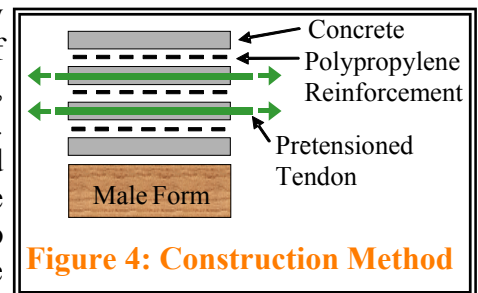 Concrete
Polypropylene
Reinforcement
Pretensioned
Tendon
Male Form
Figure 4: Construction Method